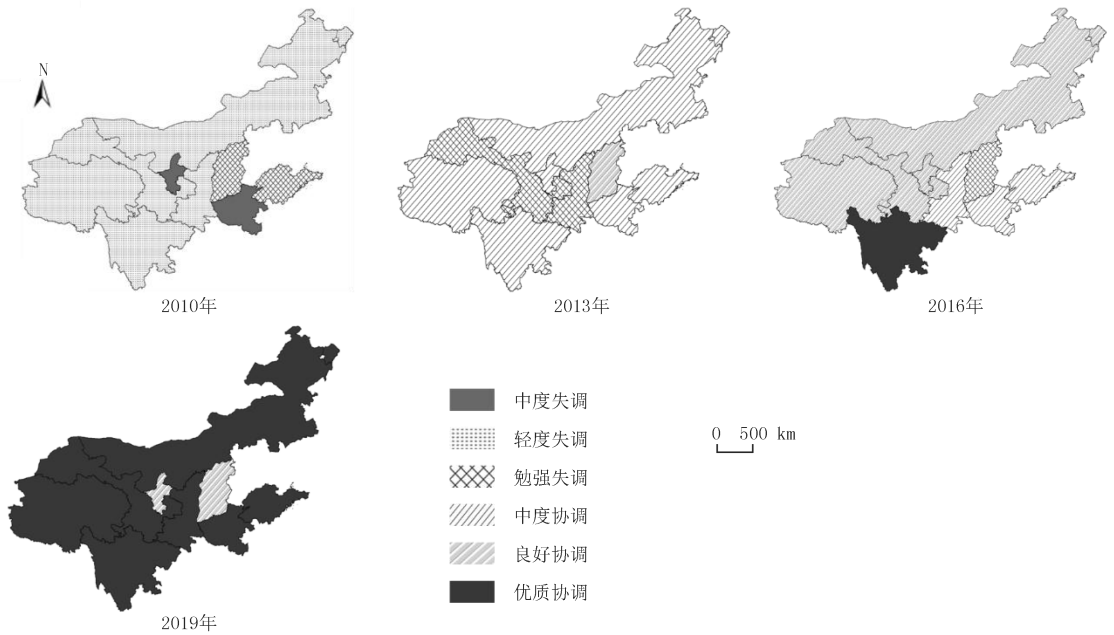 N
2010年
2013年
2016年
2019年
中度失调
轻度失调
勉强失调
中度协调
良好协调
优质协调
0 500 km